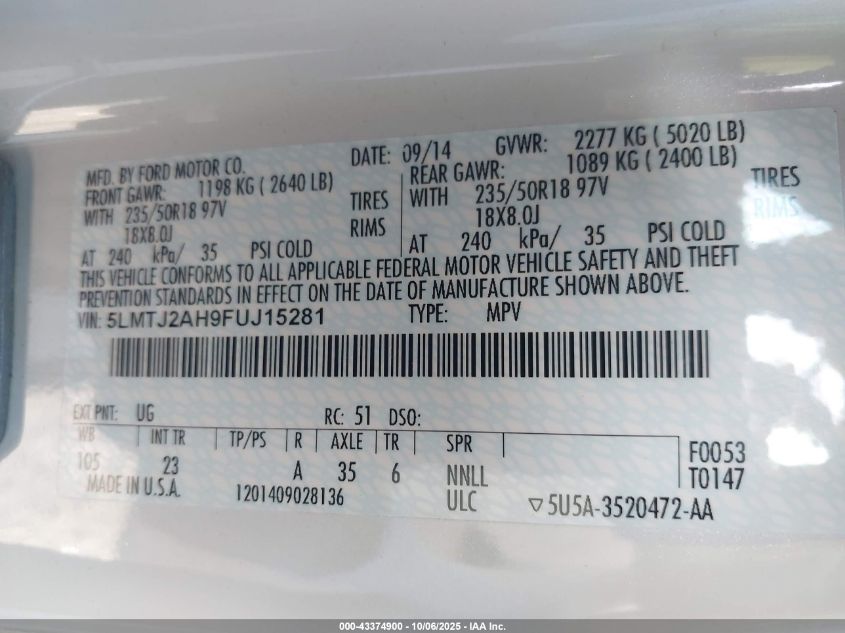 MFD. BY FORD MOTOR CO. DATE: 09/14 GVWR: 2277 KG ( 5020 LB)
FRONT GAWR: 1198 KG ( 2640 LB) REAR GAWR: 1089 KG ( 2400 LB)
WITH 235/50R18 97V TIRES WITH 235/50R18 97V TIRES
18X8.0J RIMS 18X8.0J RIMS
AT 240 kPa/ 35 PSI COLD AT 240 kPa/ 35 PSI COLD
THIS VEHICLE CONFORMS TO ALL APPLICABLE FEDERAL MOTOR VEHICLE SAFETY AND THEFT
PREVENTION STANDARDS IN EFFECT ON THE DATE OF MANUFACTURE SHOWN ABOVE.
VIN: 5LMTJ2AH9FUJ15281 TYPE: MPV
EXT PNT: UG RC: 51 DSO:
WB INT TR TP/PS R AXLE TR SPR F0053
105 23 A 35 6 NNLL T0147
MADE IN U.S.A. 1201409028136 ULC ▽5U5A-3520472-AA
000-43374900 - 10/06/2025 - IAA Inc.